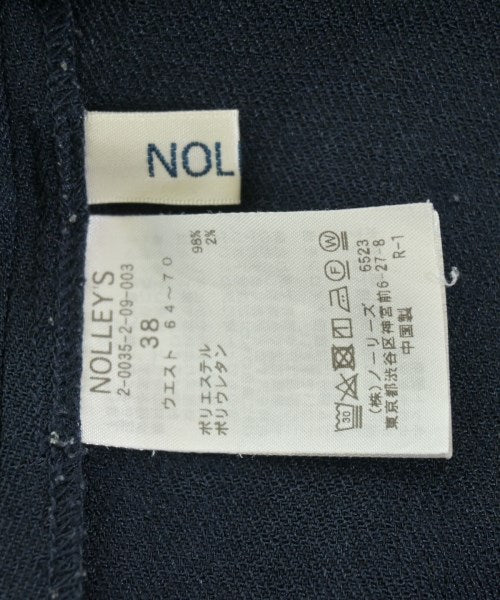 NOL
NOLLEY'S
2-0035-2-09-003
38
ウエスト 64～70
ポリエステル 98%
ポリウレタン 2%
30
F
W
(株)ノーリーズ 6523
東京都渋谷区神宮前6-27-8
中国製 R-1